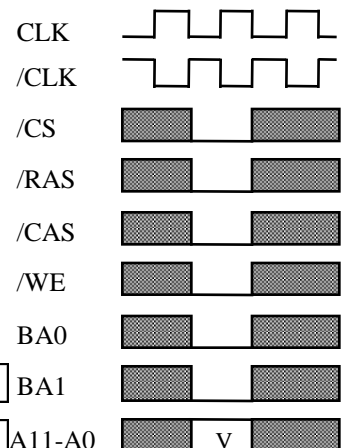 CLK
/CLK
/CS
/RAS
/CAS
/WE
BA0
BA1
A11-A0 V